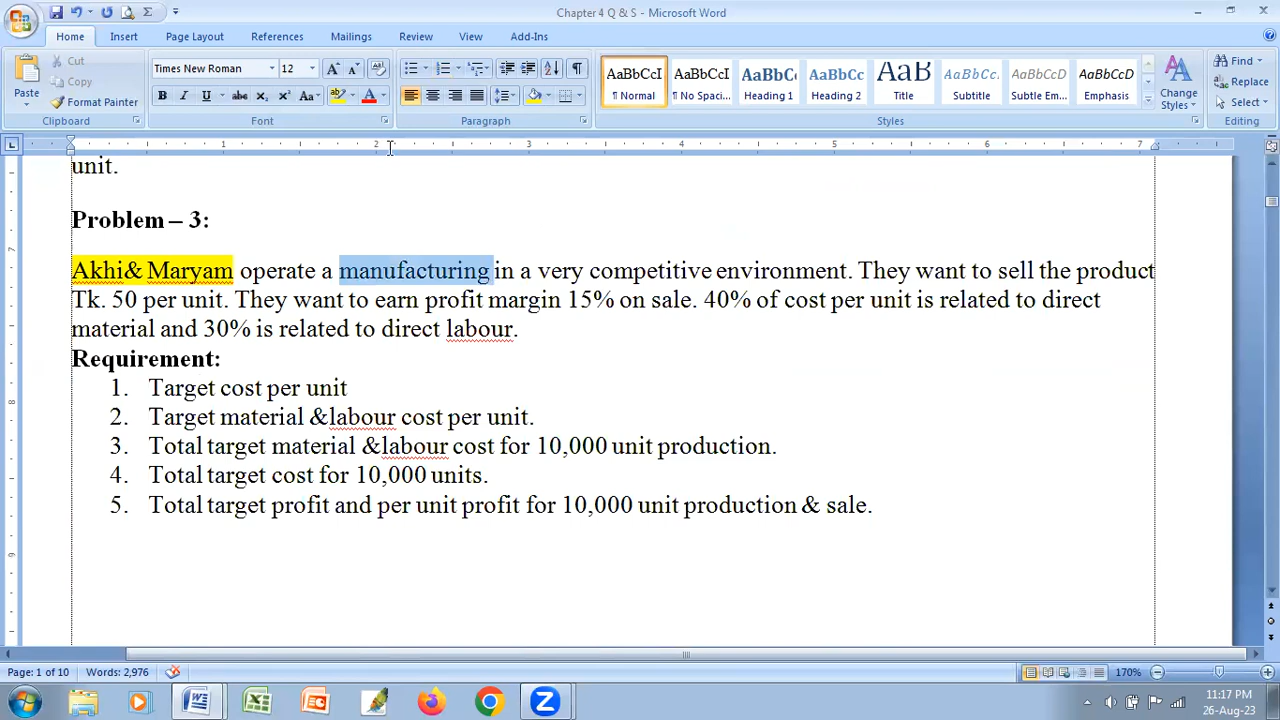 Chapter 4 Q & S - Microsoft Word
Home Insert Page Layout References Mailings Review View Add-Ins
Paste
Cut
Copy
Format Painter
Clipboard
Times New Roman 12
Font
Paragraph
AaBbCcI AaBbCcI AaBbCc AaBbCc AaB AaBbCcI AaBbCcD AaBbCcD
¶ Normal ¶ No Spaci... Heading 1 Heading 2 Title Subtitle Subtle Em... Emphasis
Change Styles
Styles
Find
Replace
Select
Editing
1 2 3 4 5 6 7
unit.
Problem – 3:
Akhi& Maryam operate a manufacturing in a very competitive environment. They want to sell the product
Tk. 50 per unit. They want to earn profit margin 15% on sale. 40% of cost per unit is related to direct
material and 30% is related to direct labour.
Requirement:
1. Target cost per unit
2. Target material &labour cost per unit.
3. Total target material &labour cost for 10,000 unit production.
4. Total target cost for 10,000 units.
5. Total target profit and per unit profit for 10,000 unit production & sale.
Page: 1 of 10 Words: 2,976 170%
11:17 PM
26-Aug-23